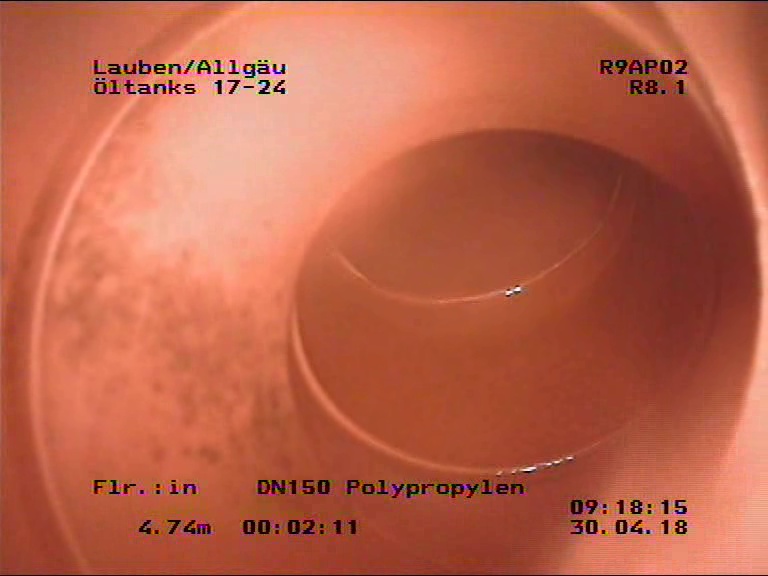 Lauben/Allgäu R9AP02
Öltanks 17-24 R8.1
Flr.:in DN150 Polypropylen
09:18:15
4.74m 00:02:11 30.04.18